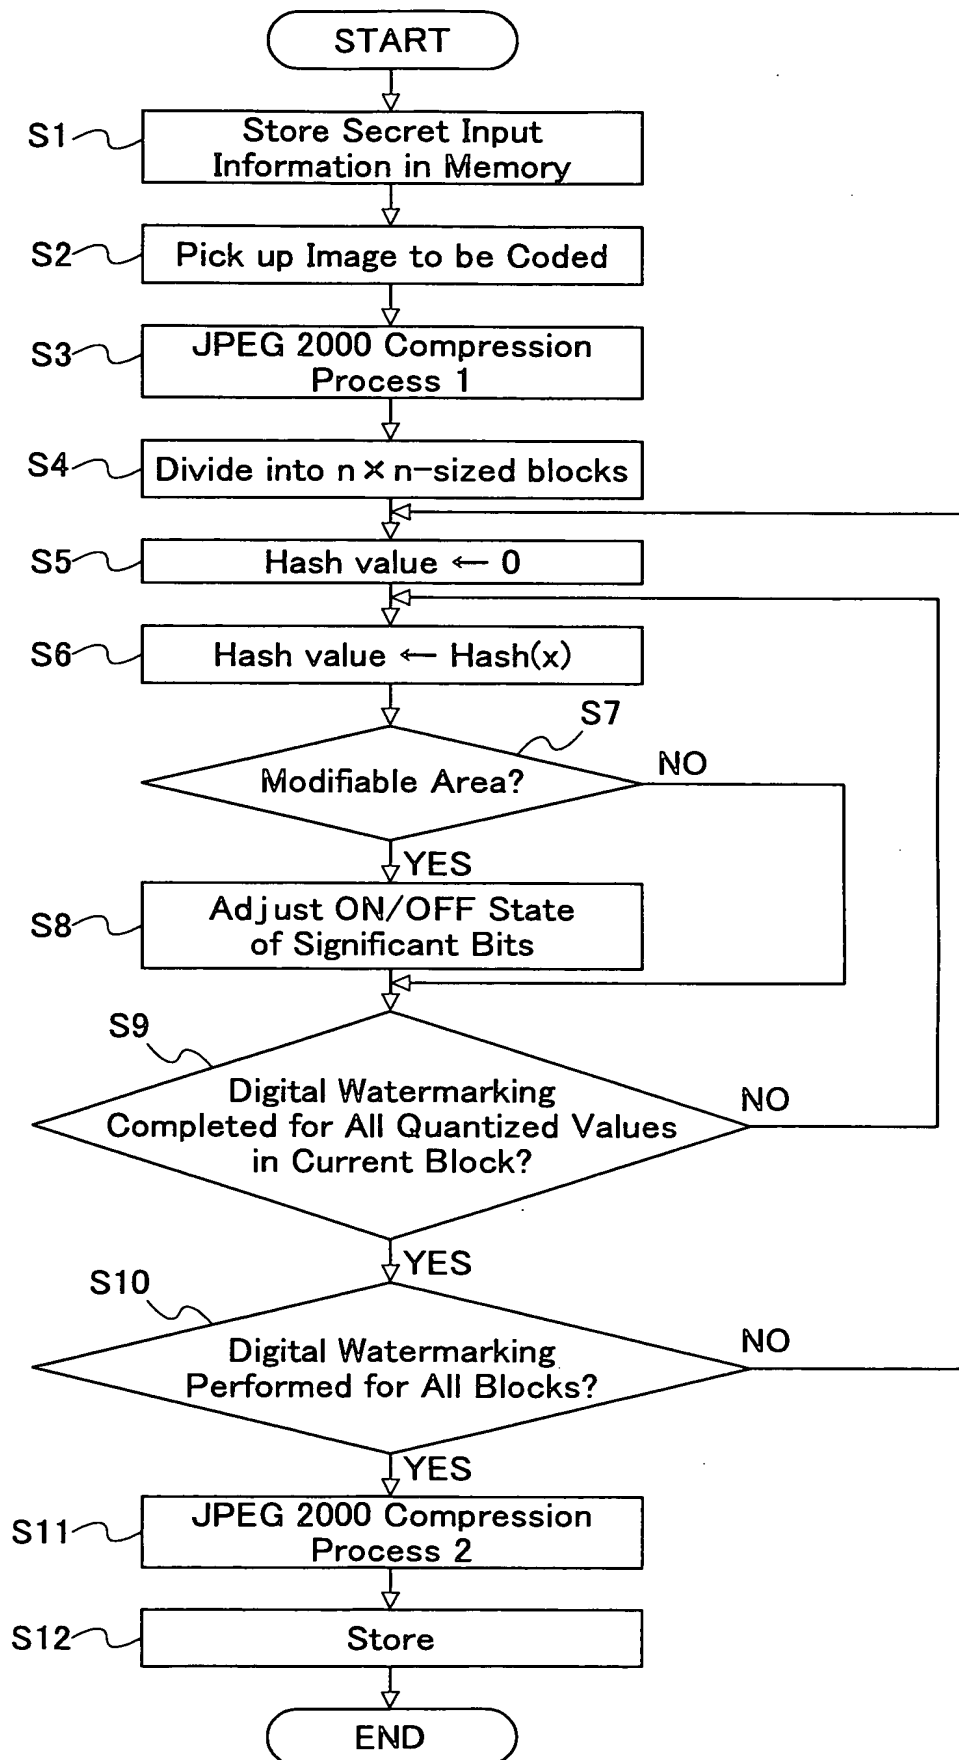 START
S1
Store Secret Input
Information in Memory
S2
Pick up Image to be Coded
S3
JPEG 2000 Compression
Process 1
S4
Divide into n × n-sized blocks
S5
Hash value ← 0
S6
Hash value ← Hash(x)
S7
Modifiable Area?
NO
YES
S8
Adjust ON/OFF State
of Significant Bits
S9
Digital Watermarking
Completed for All Quantized Values
in Current Block?
NO
YES
S10
Digital Watermarking
Performed for All Blocks?
NO
YES
S11
JPEG 2000 Compression
Process 2
S12
Store
END